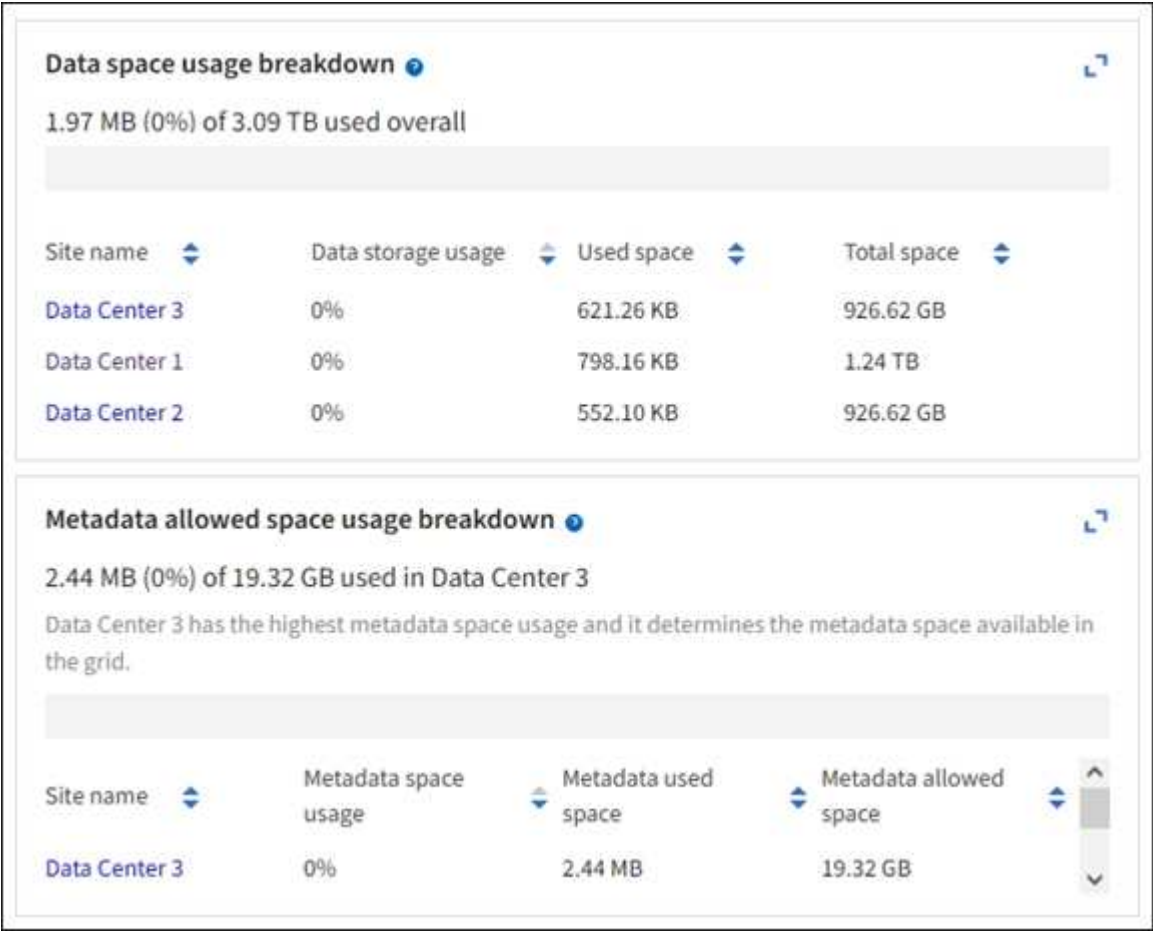 Data space usage breakdown ?
1.97 MB (0%) of 3.09 TB used overall
Site name Data storage usage Used space Total space
Data Center 3 0% 621.26 KB 926.62 GB
Data Center 1 0% 798.16 KB 1.24 TB
Data Center 2 0% 552.10 KB 926.62 GB
Metadata allowed space usage breakdown ?
2.44 MB (0%) of 19.32 GB used in Data Center 3
Data Center 3 has the highest metadata space usage and it determines the metadata space available in
the grid.
Site name Metadata space usage Metadata used space Metadata allowed space
Data Center 3 0% 2.44 MB 19.32 GB